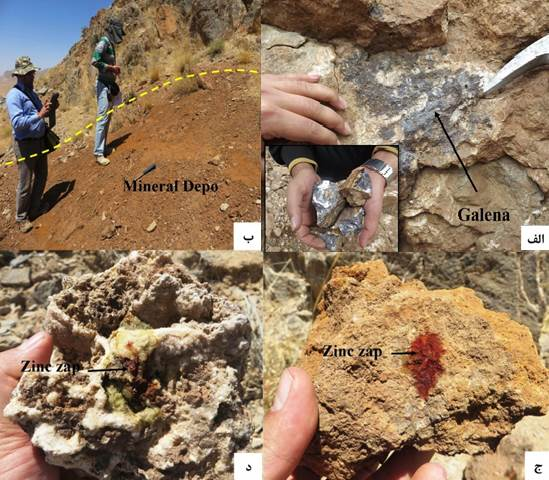 Mineral Depo
ب
Galena
الف
Zinc zap
د
Zinc zap
ج